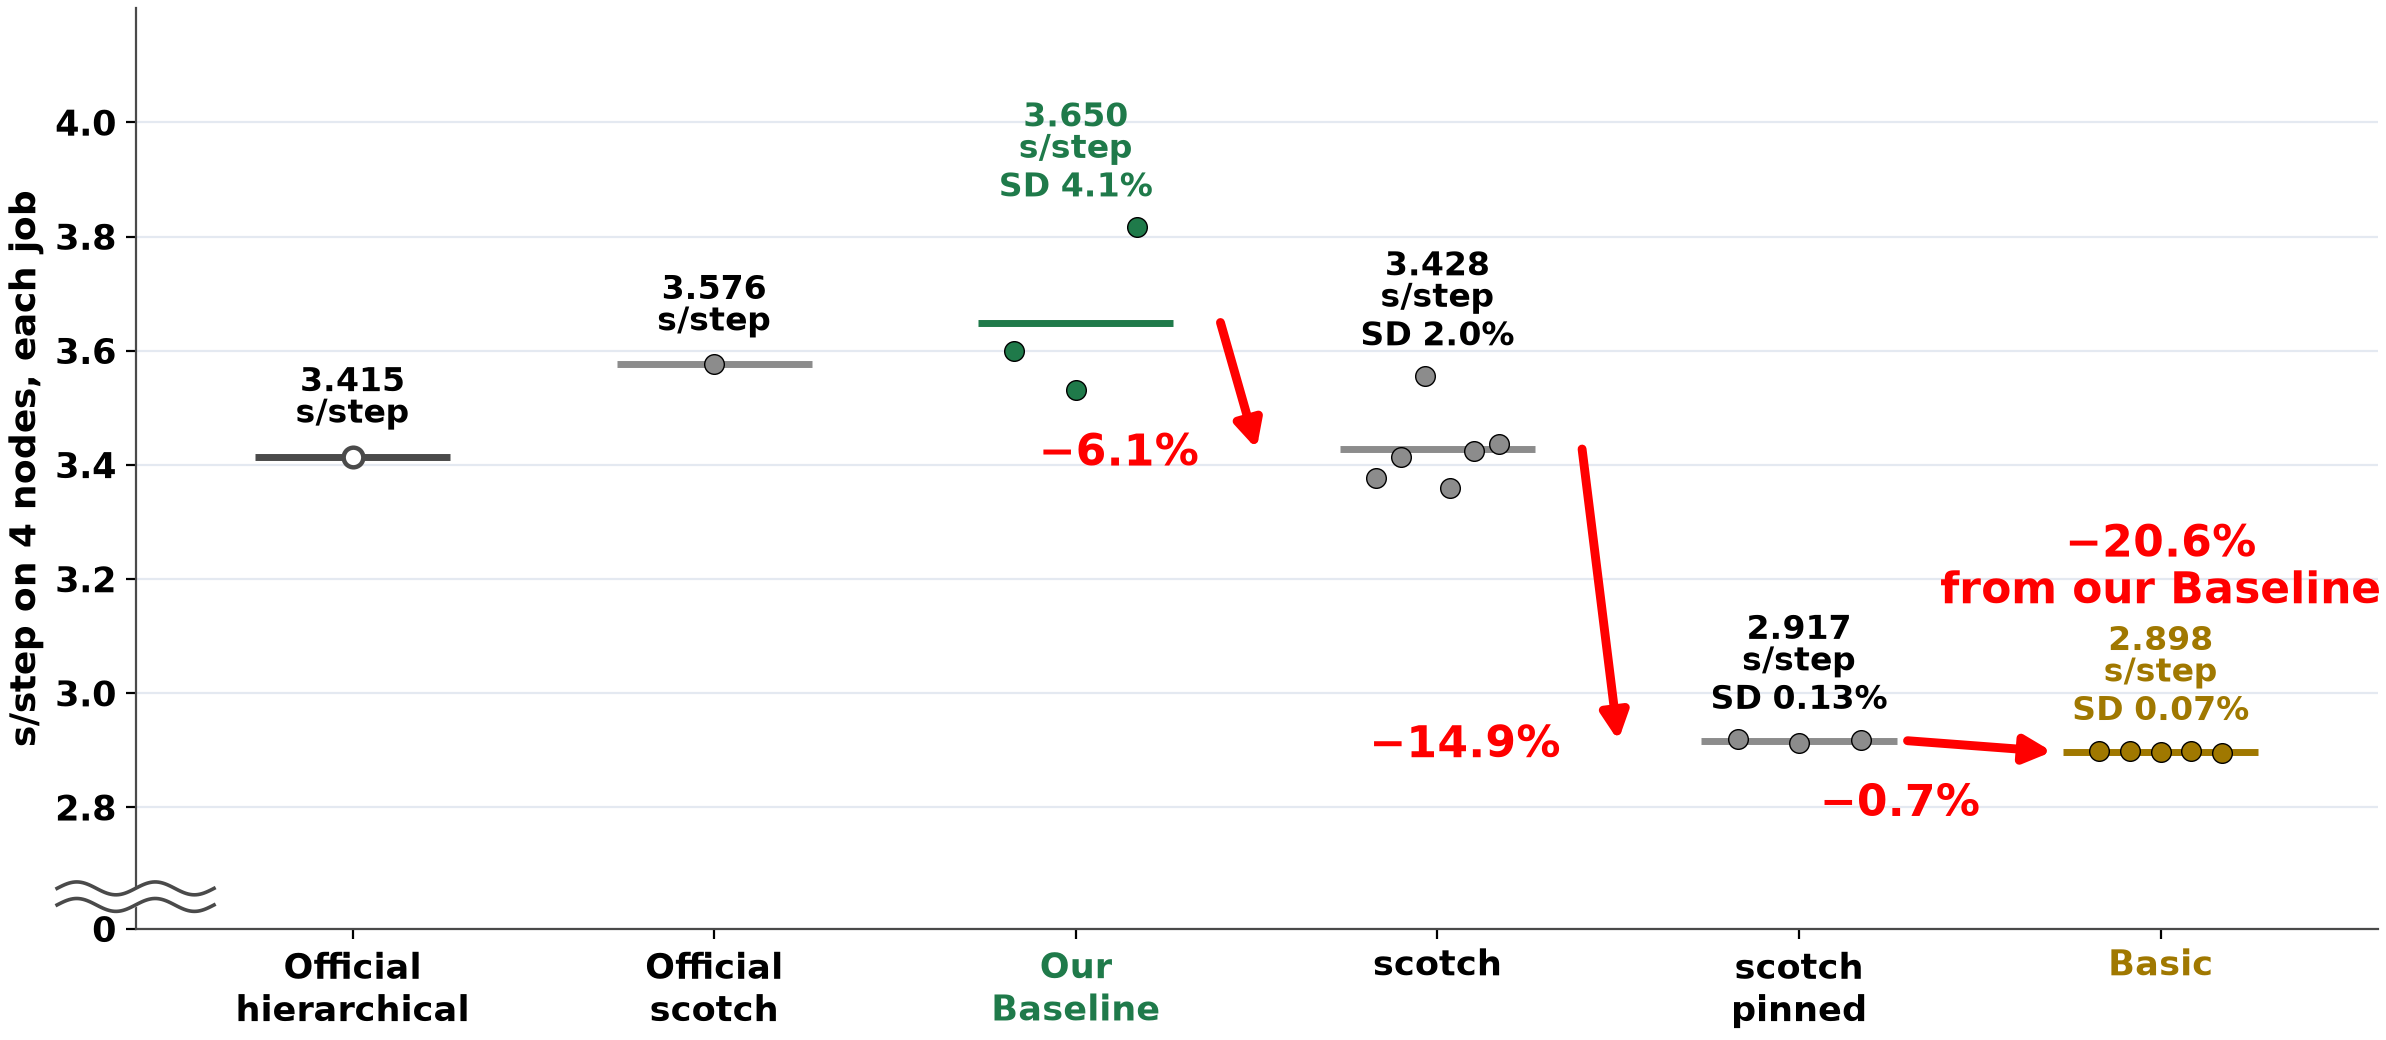 s/step on 4 nodes, each job
4.0
3.8
3.6
3.4
3.2
3.0
2.8
0
3.415
s/step
3.576
s/step
3.650
s/step
SD 4.1%
−6.1%
3.428
s/step
SD 2.0%
−14.9%
2.917
s/step
SD 0.13%
−0.7%
−20.6%
from our Baseline
2.898
s/step
SD 0.07%
Official
hierarchical
Official
scotch
Our
Baseline
scotch
scotch
pinned
Basic